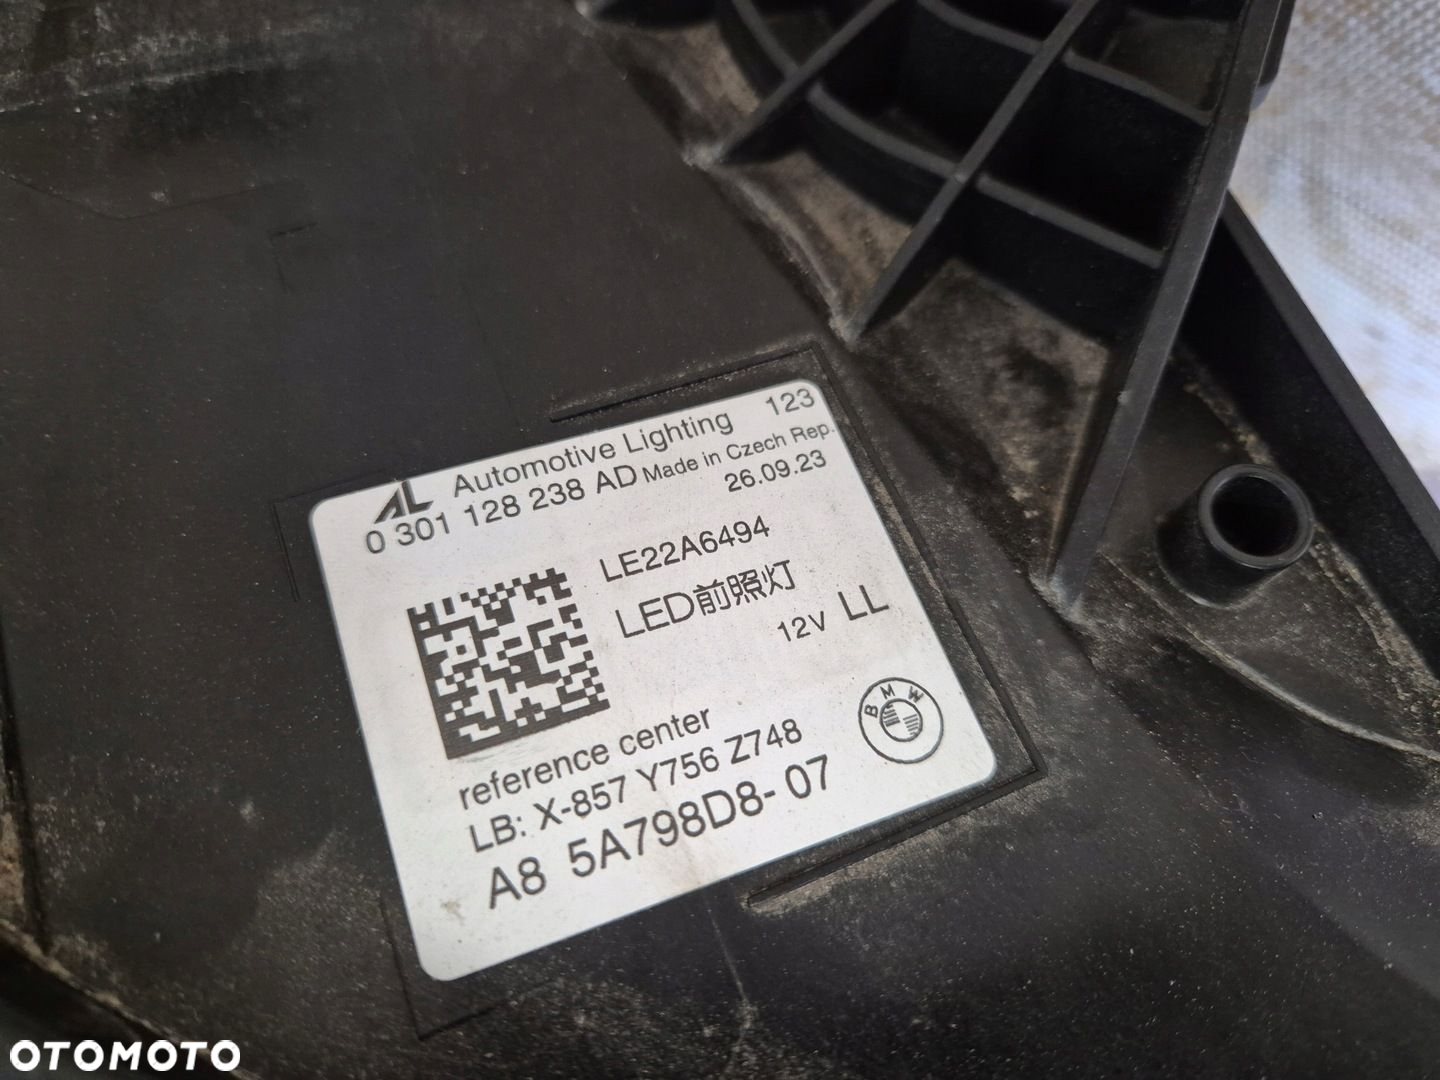 AL Automotive Lighting 123
0 301 128 238 AD Made in Czech Rep.
26.09.23
LE22A6494
LED前照灯
12V LL
BMW
reference center
LB: X-857 Y756 Z748
A8 5A798D8-07
OTOMOTO